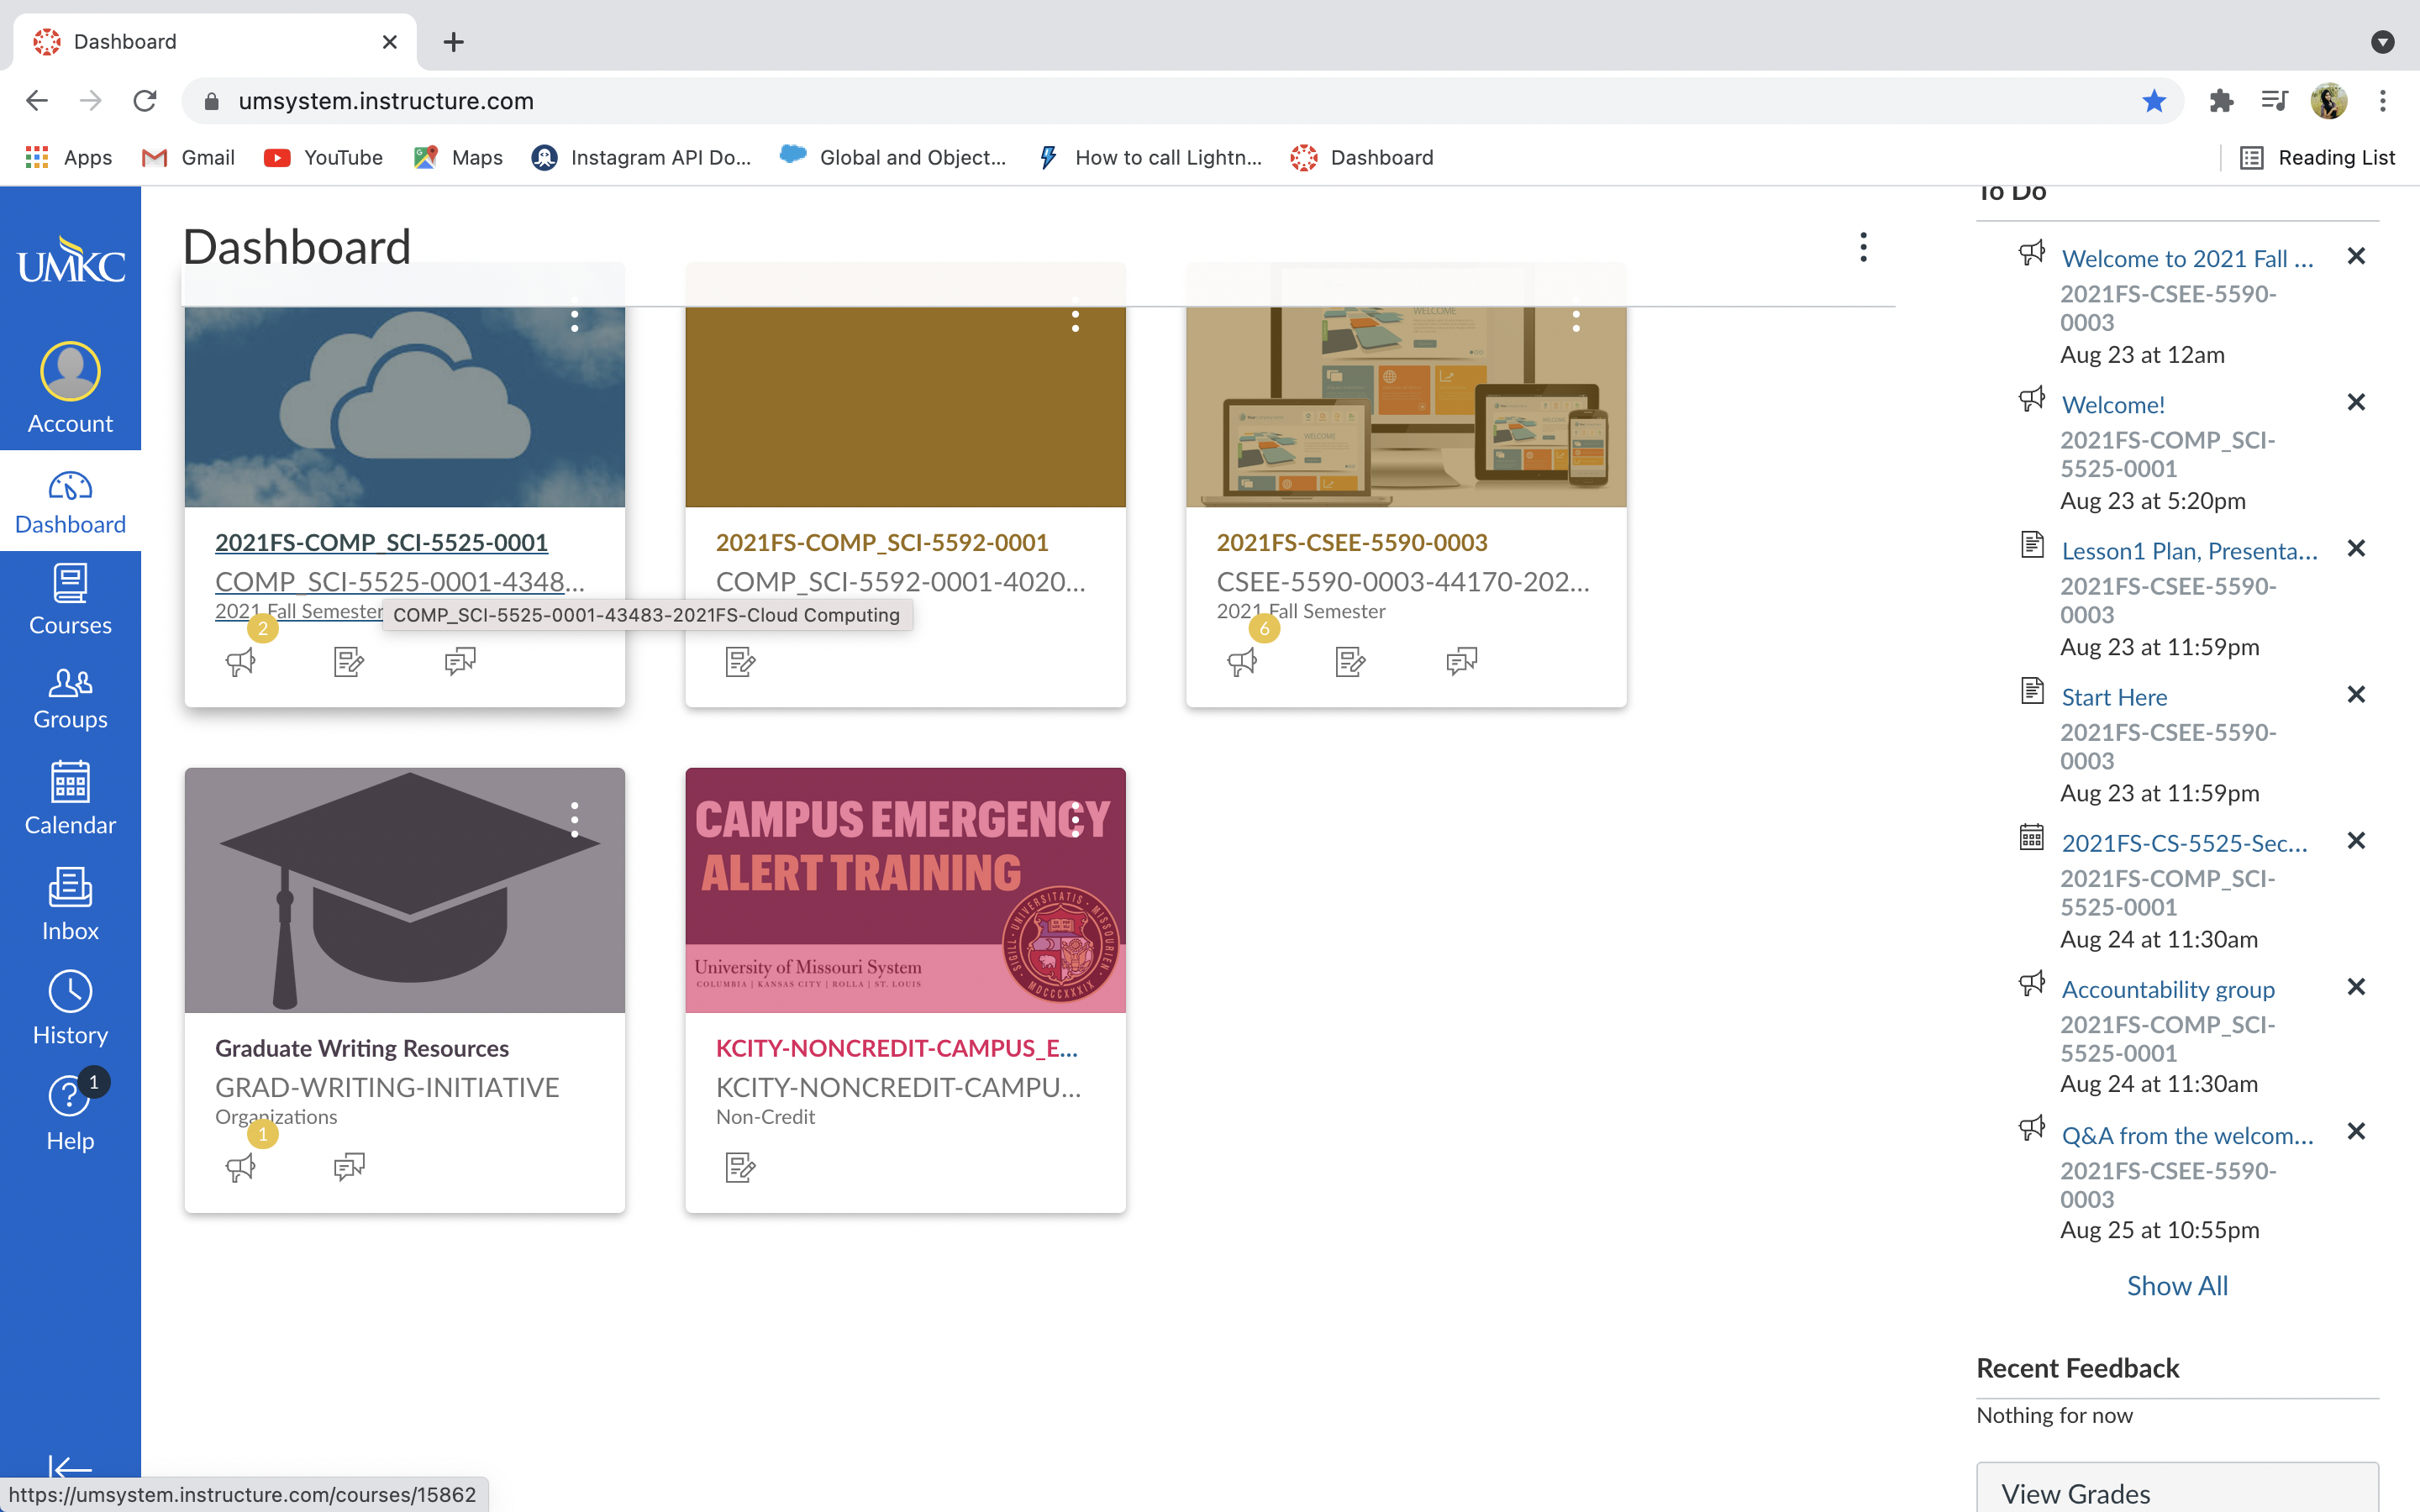 Dashboard
umsystem.instructure.com
Apps
Gmail
YouTube
Maps
Instagram API Do...
Global and Object...
How to call Lightn...
Dashboard
Reading List
UMKC
Account
Dashboard
Courses
Groups
Calendar
Inbox
History
1
Help
Dashboard
2021FS-COMP_SCI-5525-0001
COMP_SCI-5525-0001-4348...
2021 Fall Semester
COMP_SCI-5525-0001-43483-2021FS-Cloud Computing
2
2021FS-COMP_SCI-5592-0001
COMP_SCI-5592-0001-4020...
WELCOME
WELCOME
2021FS-CSEE-5590-0003
CSEE-5590-0003-44170-202...
2021 Fall Semester
6
Graduate Writing Resources
GRAD-WRITING-INITIATIVE
Organizations
1
CAMPUS EMERGENCY
ALERT TRAINING
University of Missouri System
COLUMBIA | KANSAS CITY | ROLLA | ST. LOUIS
SIGILL · UNIVERSITATIS · MISSOURIEN ·
MDCCCXXXIX
KCITY-NONCREDIT-CAMPUS_E...
KCITY-NONCREDIT-CAMPU...
Non-Credit
To Do
Welcome to 2021 Fall ...
2021FS-CSEE-5590-
0003
Aug 23 at 12am
Welcome!
2021FS-COMP_SCI-
5525-0001
Aug 23 at 5:20pm
Lesson1 Plan, Presenta...
2021FS-CSEE-5590-
0003
Aug 23 at 11:59pm
Start Here
2021FS-CSEE-5590-
0003
Aug 23 at 11:59pm
2021FS-CS-5525-Sec...
2021FS-COMP_SCI-
5525-0001
Aug 24 at 11:30am
Accountability group
2021FS-COMP_SCI-
5525-0001
Aug 24 at 11:30am
Q&A from the welcom...
2021FS-CSEE-5590-
0003
Aug 25 at 10:55pm
Show All
Recent Feedback
Nothing for now
View Grades
https://umsystem.instructure.com/courses/15862